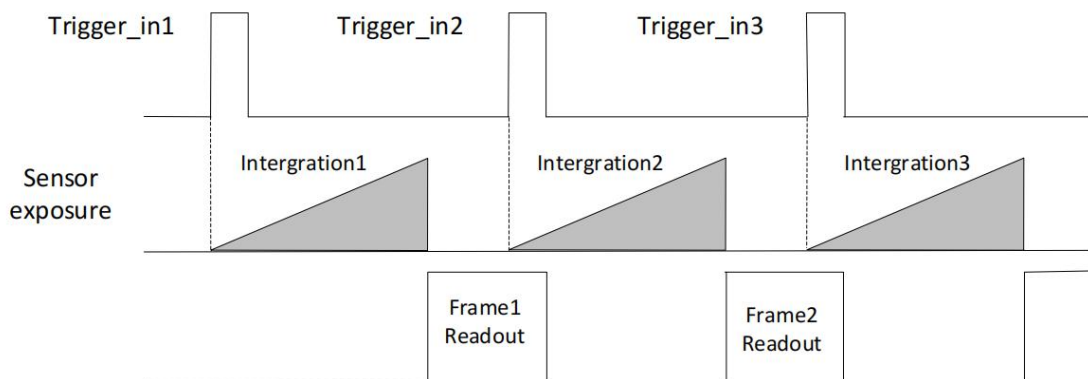 Trigger_in1 Trigger_in2 Trigger_in3
Intergration1 Intergration2 Intergration3
Sensor
exposure
Frame1
Readout
Frame2
Readout